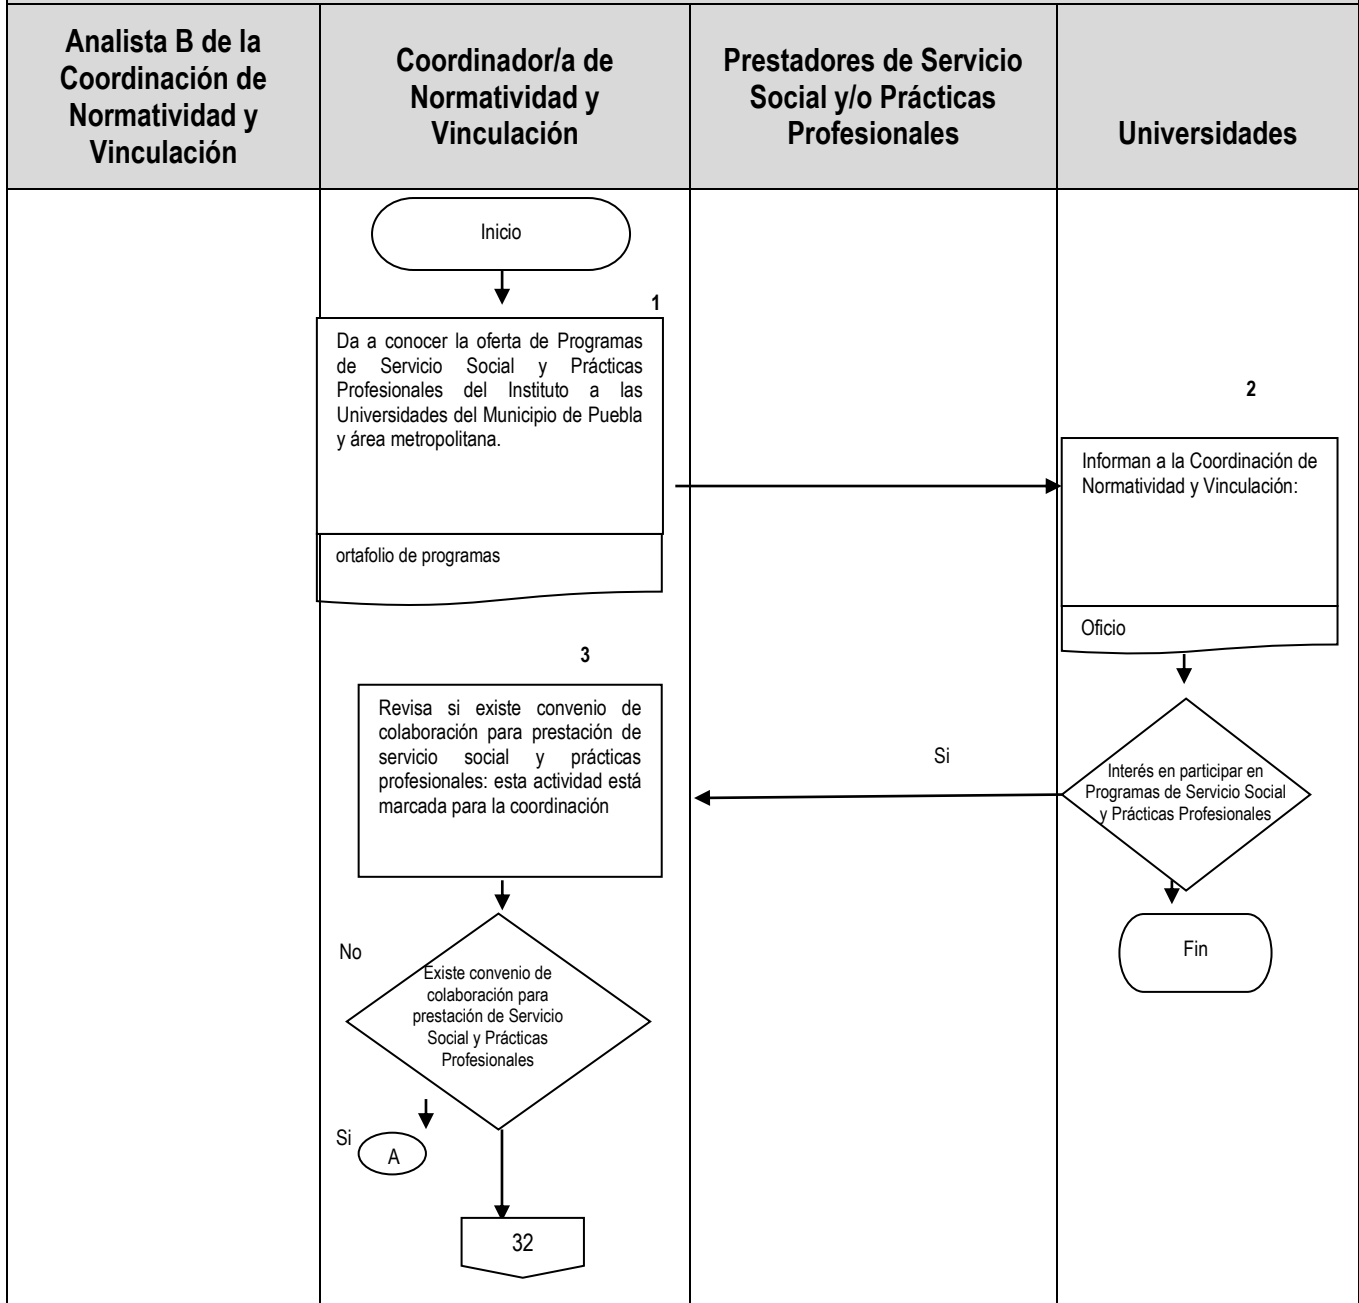 Analista B de la
Coordinación de
Normatividad y
Vinculación
Coordinador/a de
Normatividad y
Vinculación
Prestadores de Servicio
Social y/o Prácticas
Profesionales
Universidades
Inicio
1
Da a conocer la oferta de Programas
de Servicio Social y Prácticas
Profesionales del Instituto a las
Universidades del Municipio de Puebla
y área metropolitana.
ortafolio de programas
2
Informan a la Coordinación de
Normatividad y Vinculación:
Oficio
3
Revisa si existe convenio de
colaboración para prestación de
servicio social y prácticas
profesionales: esta actividad está
marcada para la coordinación
Si
Interés en participar en
Programas de Servicio Social
y Prácticas Profesionales
Fin
No
Existe convenio de
colaboración para
prestación de Servicio
Social y Prácticas
Profesionales
Si
A
32